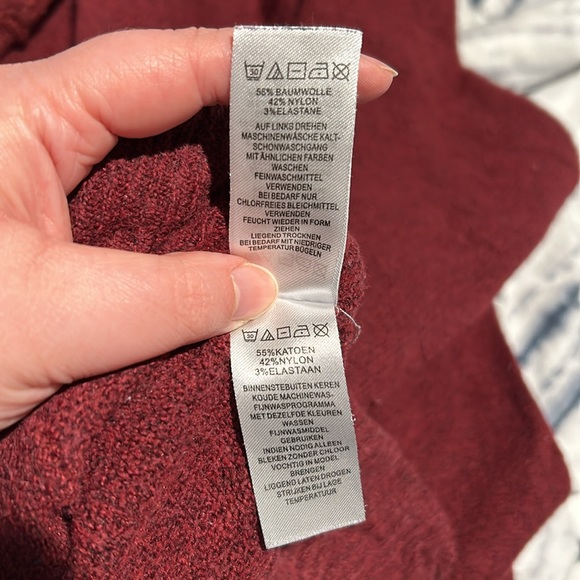 30
55% BAUMWOLLE
42% NYLON
3% ELASTANE
AUF LINKS DREHEN
MASCHINENWÄSCHE KALT-
SCHONWASCHGANG
MIT ÄHNLICHEN FARBEN
WASCHEN
FEINWASCHMITTEL
VERWENDEN
BEI BEDARF NUR
CHLORFREIES BLEICHMITTEL
VERWENDEN
FEUCHT WIEDER IN FORM
ZIEHEN
LIEGEND TROCKNEN
BEI BEDARF MIT NIEDRIGER
TEMPERATUR BÜGELN
30
55%KATOEN
42%NYLON
3%ELASTAAN
BINNENSTEBUITEN KEREN
KOUDE MACHINEWAS-
FIJNWASPROGRAMMA
MET DEZELFDE KLEUREN
WASSEN
FIJNWASMIDDEL
GEBRUIKEN
INDIEN NODIG ALLEEN
BLEKEN ZONDER CHLOOR
VOCHTIG IN MODEL
BRENGEN
LIGGEND LATEN DROGEN
STRIJKEN BIJ LAGE
TEMPERATUUR